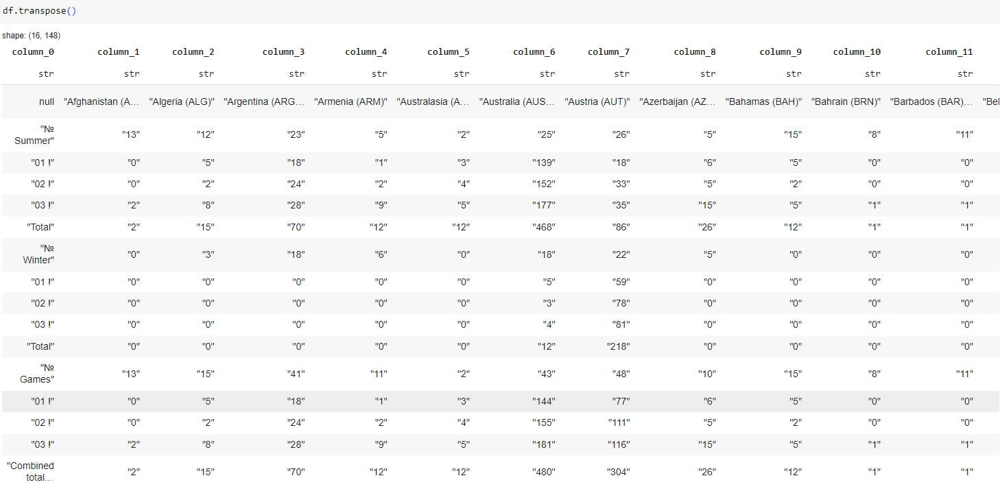 df.transpose()
shape: (16, 148)
column_0 column_1 column_2 column_3 column_4 column_5 column_6 column_7 column_8 column_9 column_10 column_11
str str str str str str str str str str str str
null "Afghanistan (A… "Algeria (ALG)" "Argentina (ARG… "Armenia (ARM)" "Australasia (A… "Australia (AUS… "Austria (AUT)" "Azerbaijan (AZ… "Bahamas (BAH)" "Bahrain (BRN)" "Barbados (BAR)… "Bel
"№
Summer" "13" "12" "23" "5" "2" "25" "26" "5" "15" "8" "11"
"01 !" "0" "5" "18" "1" "3" "139" "18" "6" "5" "0" "0"
"02 !" "0" "2" "24" "2" "4" "152" "33" "5" "2" "0" "0"
"03 !" "2" "8" "28" "9" "5" "177" "35" "15" "5" "1" "1"
"Total" "2" "15" "70" "12" "12" "468" "86" "26" "12" "1" "1"
"№
Winter" "0" "3" "18" "6" "0" "18" "22" "5" "0" "0" "0"
"01 !" "0" "0" "0" "0" "0" "5" "59" "0" "0" "0" "0"
"02 !" "0" "0" "0" "0" "0" "3" "78" "0" "0" "0" "0"
"03 !" "0" "0" "0" "0" "0" "4" "81" "0" "0" "0" "0"
"Total" "0" "0" "0" "0" "0" "12" "218" "0" "0" "0" "0"
"№
Games" "13" "15" "41" "11" "2" "43" "48" "10" "15" "8" "11"
"01 !" "0" "5" "18" "1" "3" "144" "77" "6" "5" "0" "0"
"02 !" "0" "2" "24" "2" "4" "155" "111" "5" "2" "0" "0"
"03 !" "2" "8" "28" "9" "5" "181" "116" "15" "5" "1" "1"
"Combined
total… "2" "15" "70" "12" "12" "480" "304" "26" "12" "1" "1"